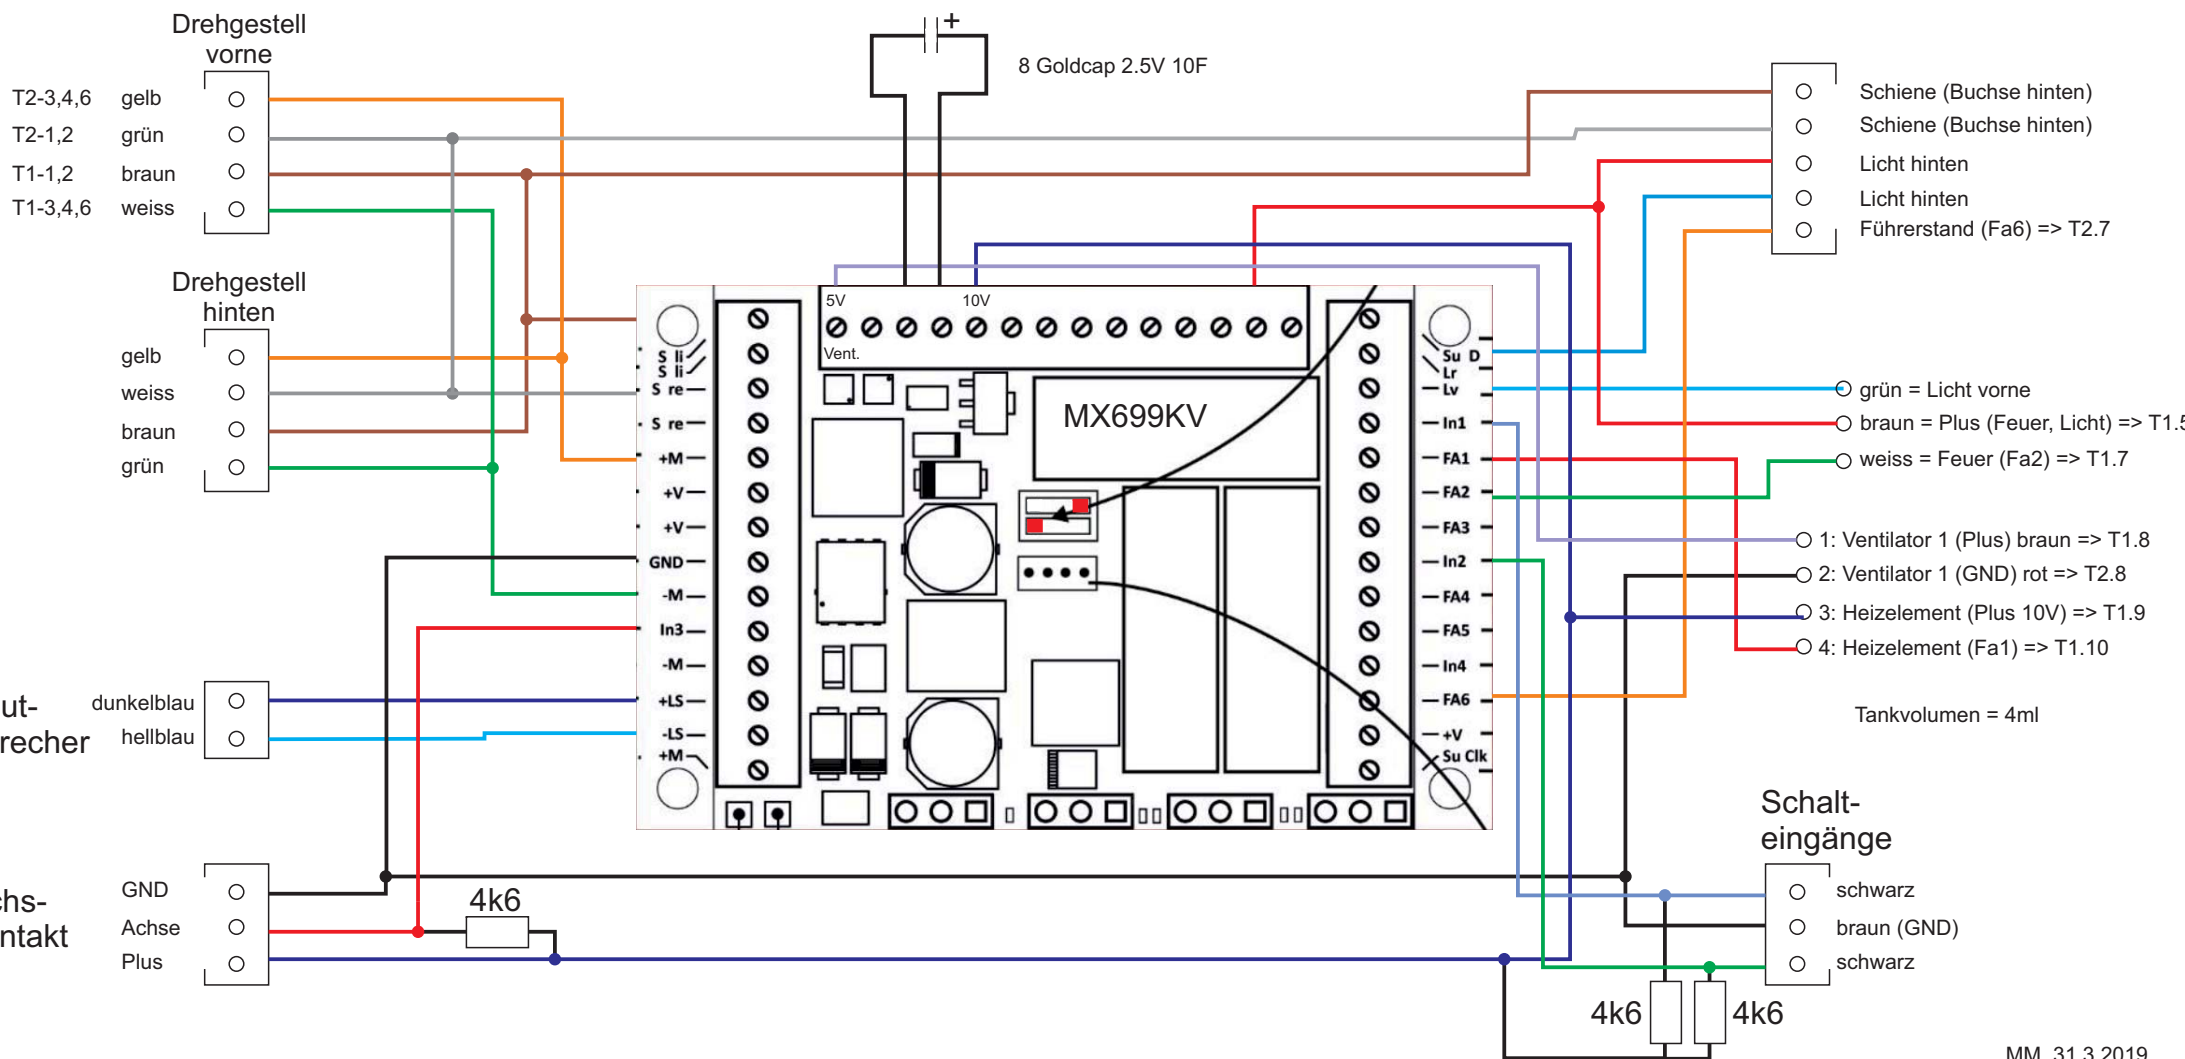 Drehgestell
vorne
T2-3,4,6 gelb
T2-1,2 grün
T1-1,2 braun
T1-3,4,6 weiss
Drehgestell
hinten
gelb
weiss
braun
grün
ut-
recher
dunkelblau
hellblau
chs-
ntakt
GND
Achse
Plus
4k6
+
8 Goldcap 2.5V 10F
5V
10V
Vent.
MX699KV
S li
S li
S re
S re
+M
+V
+V
GND
-M
In3
-M
+LS
-LS
+M
Su D
Lr
Lv
In1
FA1
FA2
FA3
In2
FA4
FA5
In4
FA6
+V
Su Clk
Schiene (Buchse hinten)
Schiene (Buchse hinten)
Licht hinten
Licht hinten
Führerstand (Fa6) => T2.7
grün = Licht vorne
braun = Plus (Feuer, Licht) => T1.5
weiss = Feuer (Fa2) => T1.7
1: Ventilator 1 (Plus) braun => T1.8
2: Ventilator 1 (GND) rot => T2.8
3: Heizelement (Plus 10V) => T1.9
4: Heizelement (Fa1) => T1.10
Tankvolumen = 4ml
Schalt-
eingänge
schwarz
braun (GND)
schwarz
4k6
4k6
MM 31.3.2019